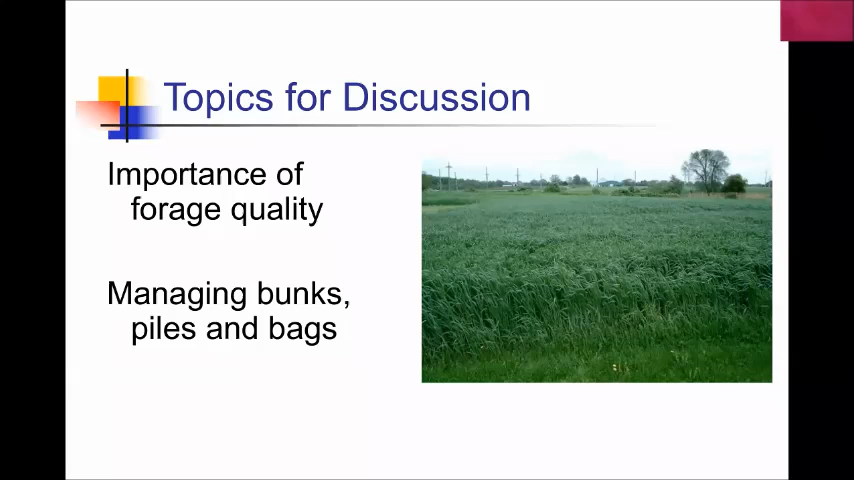 Topics for Discussion
Importance of
forage quality
Managing bunks,
piles and bags